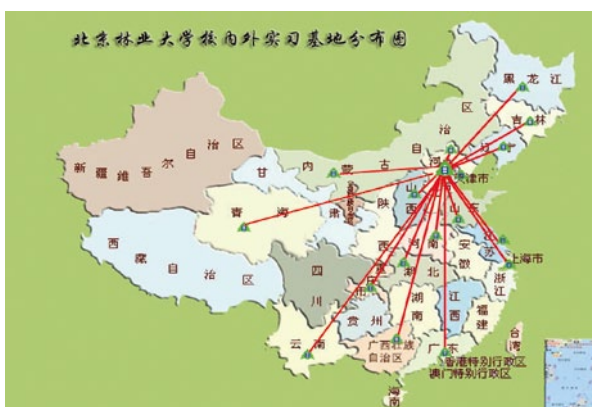 北京林业大学校内外实习基地分布图
黑龙江
吉林
辽宁
内蒙古自治区
新疆维吾尔自治区
甘肃
河
天津市
山西
山东
青海
陕西
河南
江苏
安徽
上海市
西藏自治区
四川
重庆市
湖北
浙江
湖南
江西
贵州
福建
云南
广西壮族自治区
广东
台湾
香港特别行政区
澳门特别行政区
海南